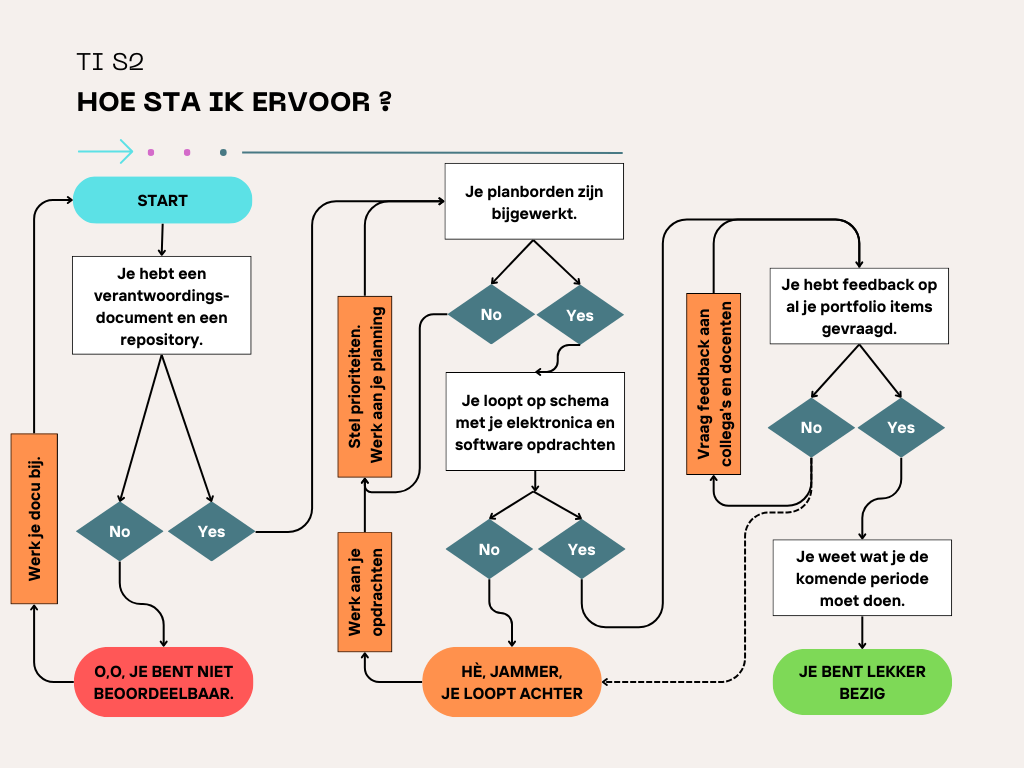 TI S2
HOE STA IK ERVOOR ?
START
Je hebt een
verantwoordings-
document en een
repository.
No
Yes
Werk je docu bij.
O,O, JE BENT NIET
BEOORDEELBAAR.
Je planborden zijn
bijgewerkt.
No
Yes
Stel prioriteiten.
Werk aan je planning
Je loopt op schema
met je elektronica en
software opdrachten
No
Yes
Werk aan je
opdrachten
HÈ, JAMMER,
JE LOOPT ACHTER
Je hebt feedback op
al je portfolio items
gevraagd.
No
Yes
Vraag feedback aan
collega's en docenten
Je weet wat je de
komende periode
moet doen.
JE BENT LEKKER
BEZIG